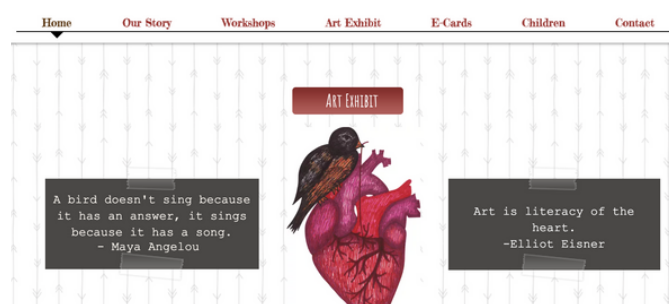 Home Our Story Workshops Art Exhibit E-Cards Children Contact
ART EXHIBIT
A bird doesn't sing because
it has an answer, it sings
because it has a song.
- Maya Angelou
Art is literacy of the
heart.
-Elliot Eisner